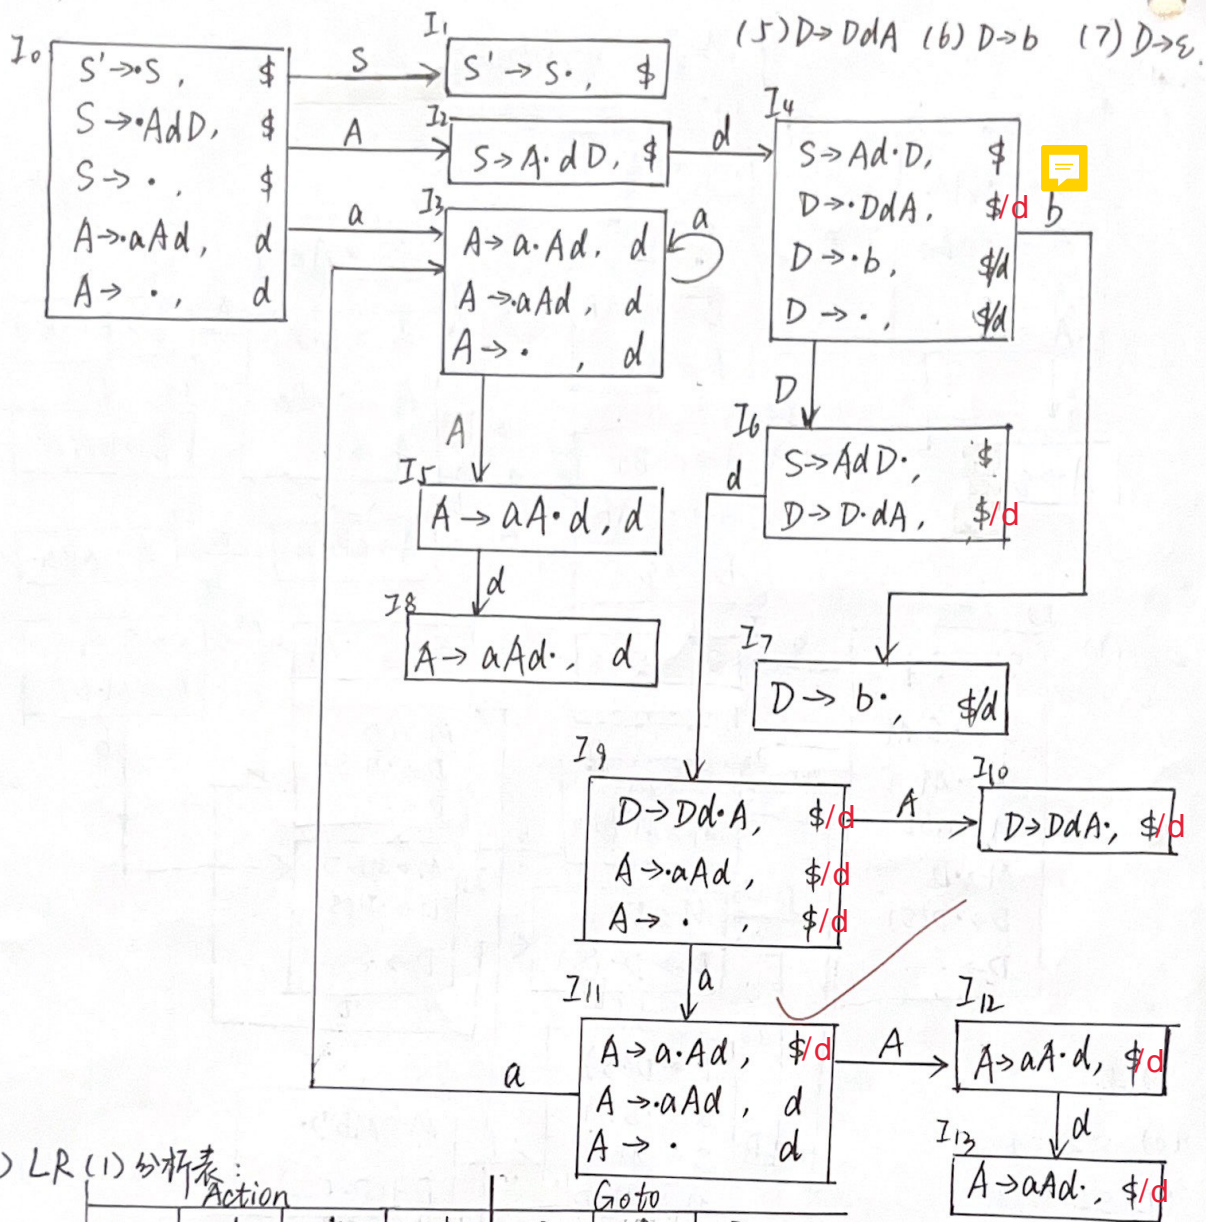 (5) D→DdA (6) D→b (7) D→ε.
I0
S'→·S, $
S→·AdD, $
S→ ·, $
A→·aAd, d
A→ ·, d
S
A
a
I1
S'→S·, $
I2
S→A·dD, $
d
I3
A→a·Ad, d
A→·aAd, d
A→· , d
a
A
I4
S→Ad·D, $
D→·DdA, $/d
D→·b, $/d
D→·, $/d
b
D
I5
A→aA·d, d
d
I6
S→AdD·, $
D→D·dA, $/d
d
I7
D→b·, $/d
I8
A→aAd·, d
I9
D→Dd·A, $/d
A→·aAd, $/d
A→· , $/d
A
a
I10
D→DdA·, $/d
I11
A→a·Ad, $/d
A→·aAd, d
A→· d
a
A
I12
A→aA·d, $/d
d
I13
A→aAd·, $/d
) LR(1)分析表:
Action Goto